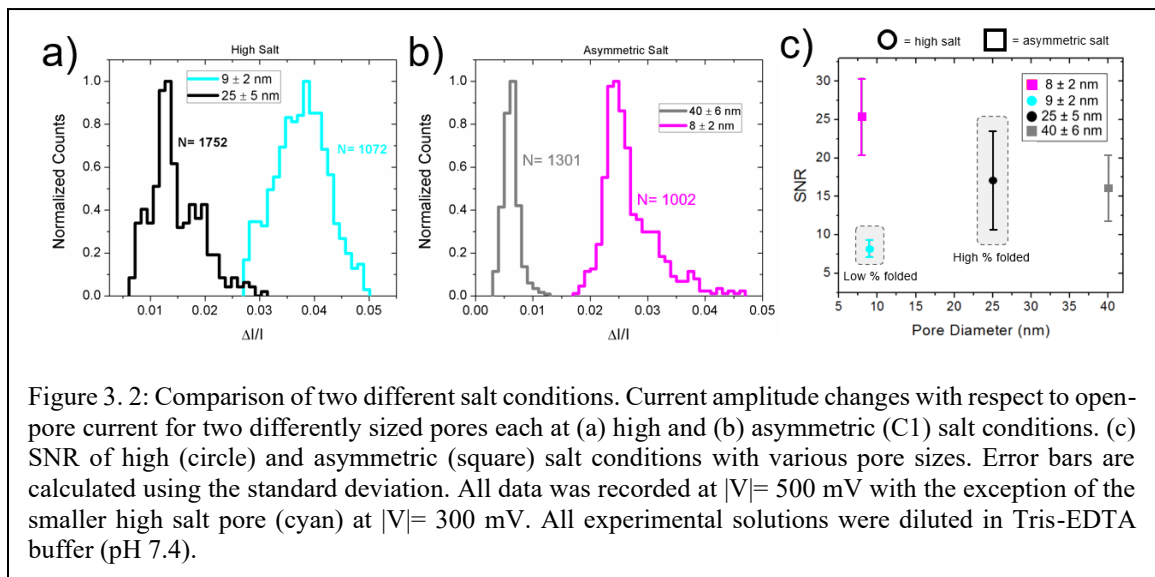 a)
High Salt
9 ± 2 nm
25 ± 5 nm
N= 1752
N= 1072
Normalized Counts
1.0
0.8
0.6
0.4
0.2
0.0
0.01
0.02
0.03
0.04
0.05
ΔI/I
b)
Asymmetric Salt
40 ± 6 nm
8 ± 2 nm
N= 1301
N= 1002
Normalized Counts
1.0
0.8
0.6
0.4
0.2
0.0
0.00
0.01
0.02
0.03
0.04
0.05
ΔI/I
c)
= high salt
= asymmetric salt
8 ± 2 nm
9 ± 2 nm
25 ± 5 nm
40 ± 6 nm
SNR
30
25
20
15
10
5
Low % folded
High % folded
5
10
15
20
25
30
35
40
Pore Diameter (nm)
Figure 3. 2: Comparison of two different salt conditions. Current amplitude changes with respect to open-
pore current for two differently sized pores each at (a) high and (b) asymmetric (C1) salt conditions. (c)
SNR of high (circle) and asymmetric (square) salt conditions with various pore sizes. Error bars are
calculated using the standard deviation. All data was recorded at |V|= 500 mV with the exception of the
smaller high salt pore (cyan) at |V|= 300 mV. All experimental solutions were diluted in Tris-EDTA
buffer (pH 7.4).